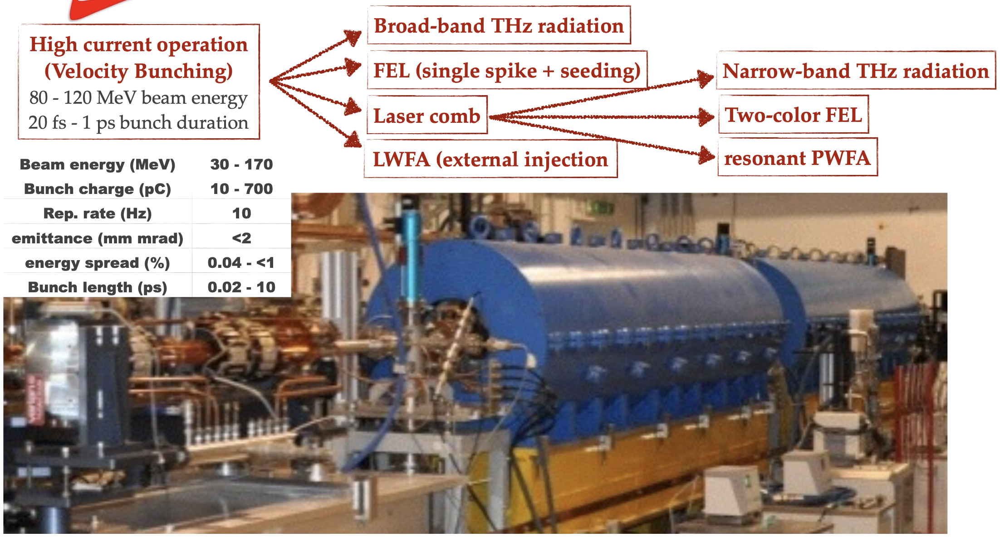 High current operation
(Velocity Bunching)
80 - 120 MeV beam energy
20 fs - 1 ps bunch duration
Broad-band THz radiation
FEL (single spike + seeding)
Laser comb
LWFA (external injection
Narrow-band THz radiation
Two-color FEL
resonant PWFA
Beam energy (MeV) 30 - 170
Bunch charge (pC) 10 - 700
Rep. rate (Hz) 10
emittance (mm mrad) <2
energy spread (%) 0.04 - <1
Bunch length (ps) 0.02 - 10